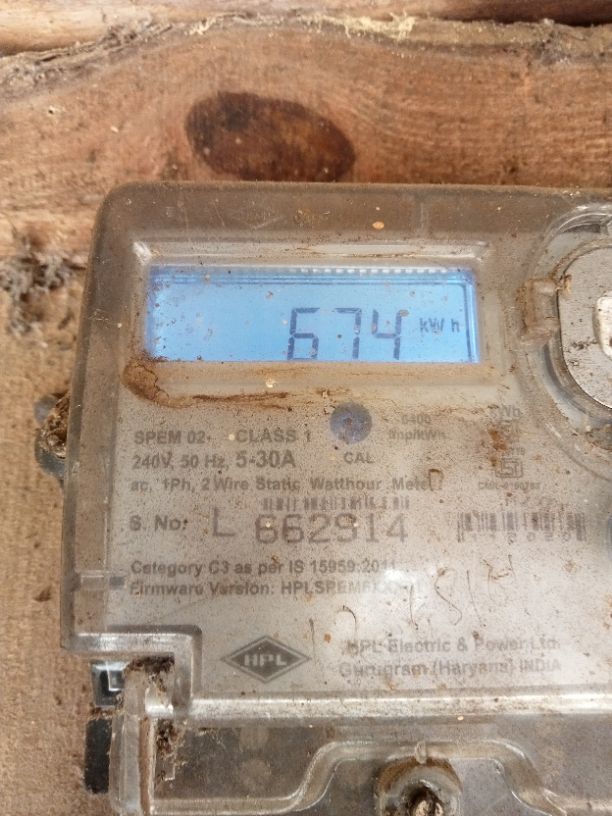 674 kWh
SPEM 02 CLASS 1
240V, 50 Hz, 5-30A CAL
ac, 1Ph, 2 Wire Static Watthour Meter
S. No: L 662914
Category C3 as per IS 15959:2011
Firmware Version:
HPL
HPL Electric & Power Ltd.
Gurugram (Haryana) INDIA